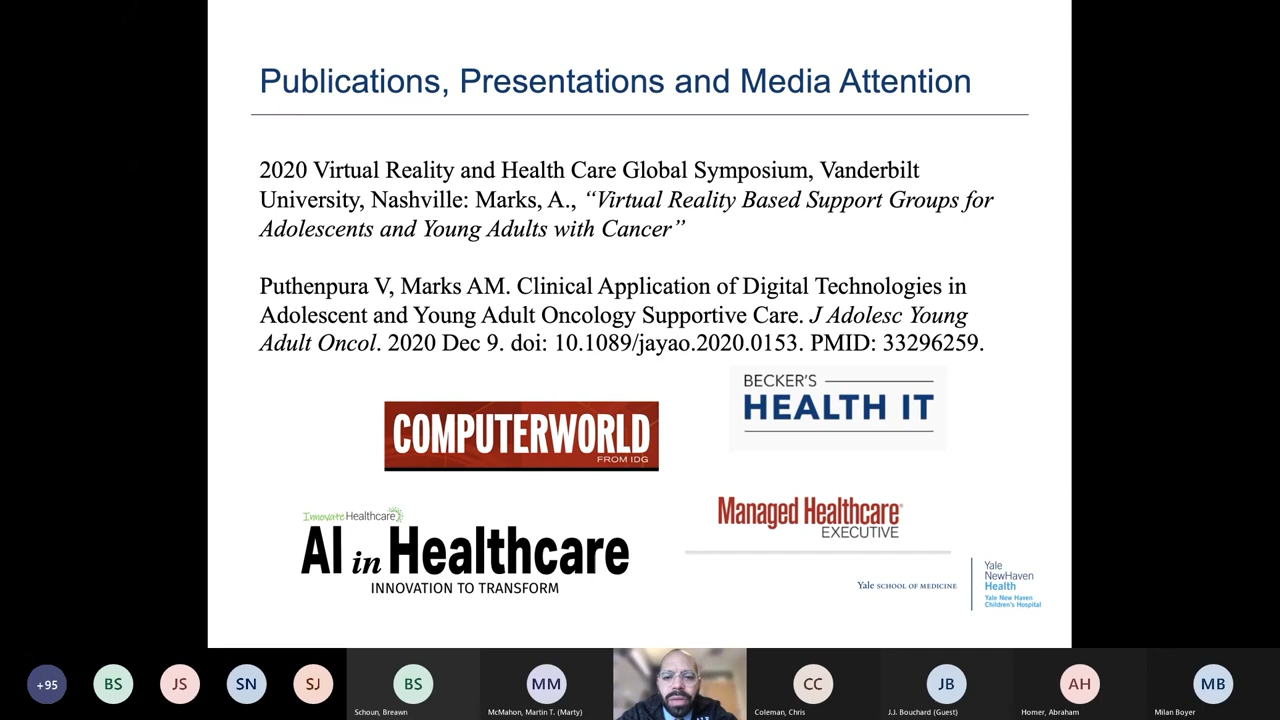 Publications, Presentations and Media Attention
2020 Virtual Reality and Health Care Global Symposium, Vanderbilt
University, Nashville: Marks, A., “Virtual Reality Based Support Groups for
Adolescents and Young Adults with Cancer”
Puthenpura V, Marks AM. Clinical Application of Digital Technologies in
Adolescent and Young Adult Oncology Supportive Care. J Adolesc Young
Adult Oncol. 2020 Dec 9. doi: 10.1089/jayao.2020.0153. PMID: 33296259.
BECKER'S
HEALTH IT
COMPUTERWORLD
FROM IDG
Managed Healthcare®
EXECUTIVE
Innovate Healthcare
AI in Healthcare
INNOVATION TO TRANSFORM
Yale SCHOOL OF MEDICINE
Yale
NewHaven
Health
Yale New Haven
Children's Hospital
+95
BS
JS
SN
SJ
BS
Schoun, Breawn
MM
McMahon, Martin T. (Marty)
CC
Coleman, Chris
JB
J.J. Bouchard (Guest)
AH
Homer, Abraham
MB
Milan Boyer